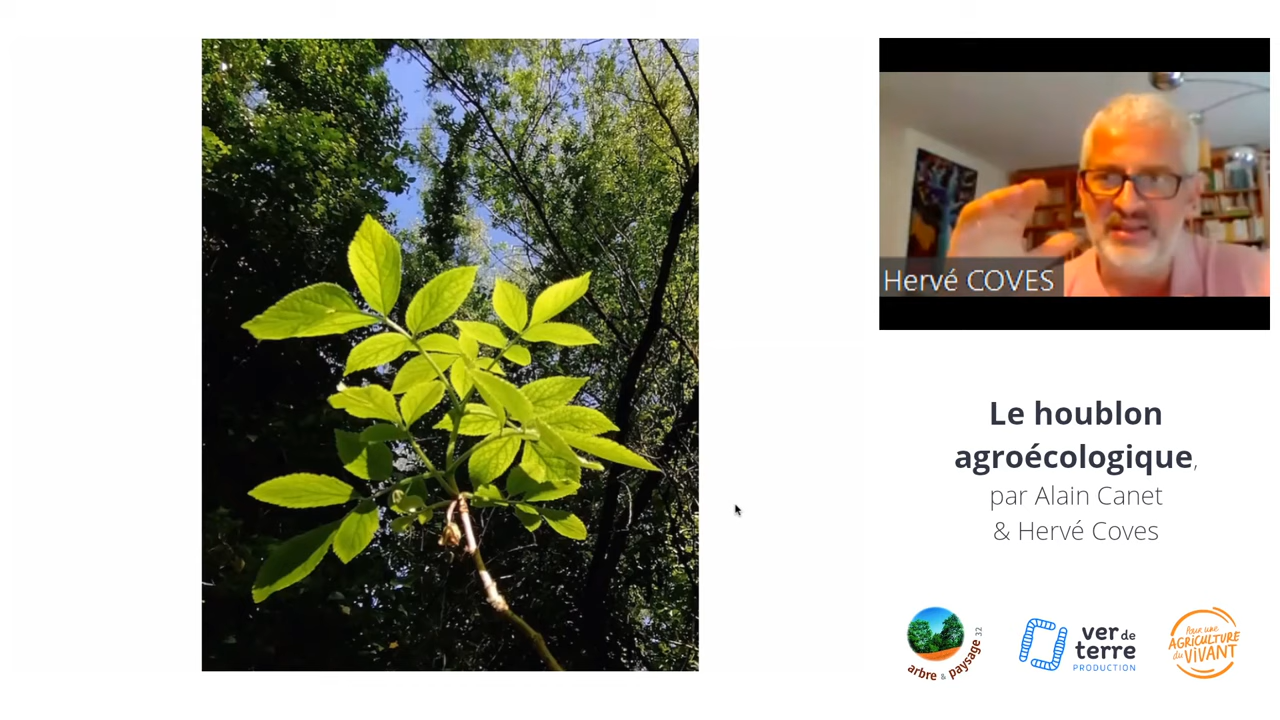 Hervé COVES
Le houblon
agroécologique,
par Alain Canet
& Hervé Coves
arbre & paysage 32
ver de
terre
PRODUCTION
Pour une
AGRICULTURE
du VIVANT